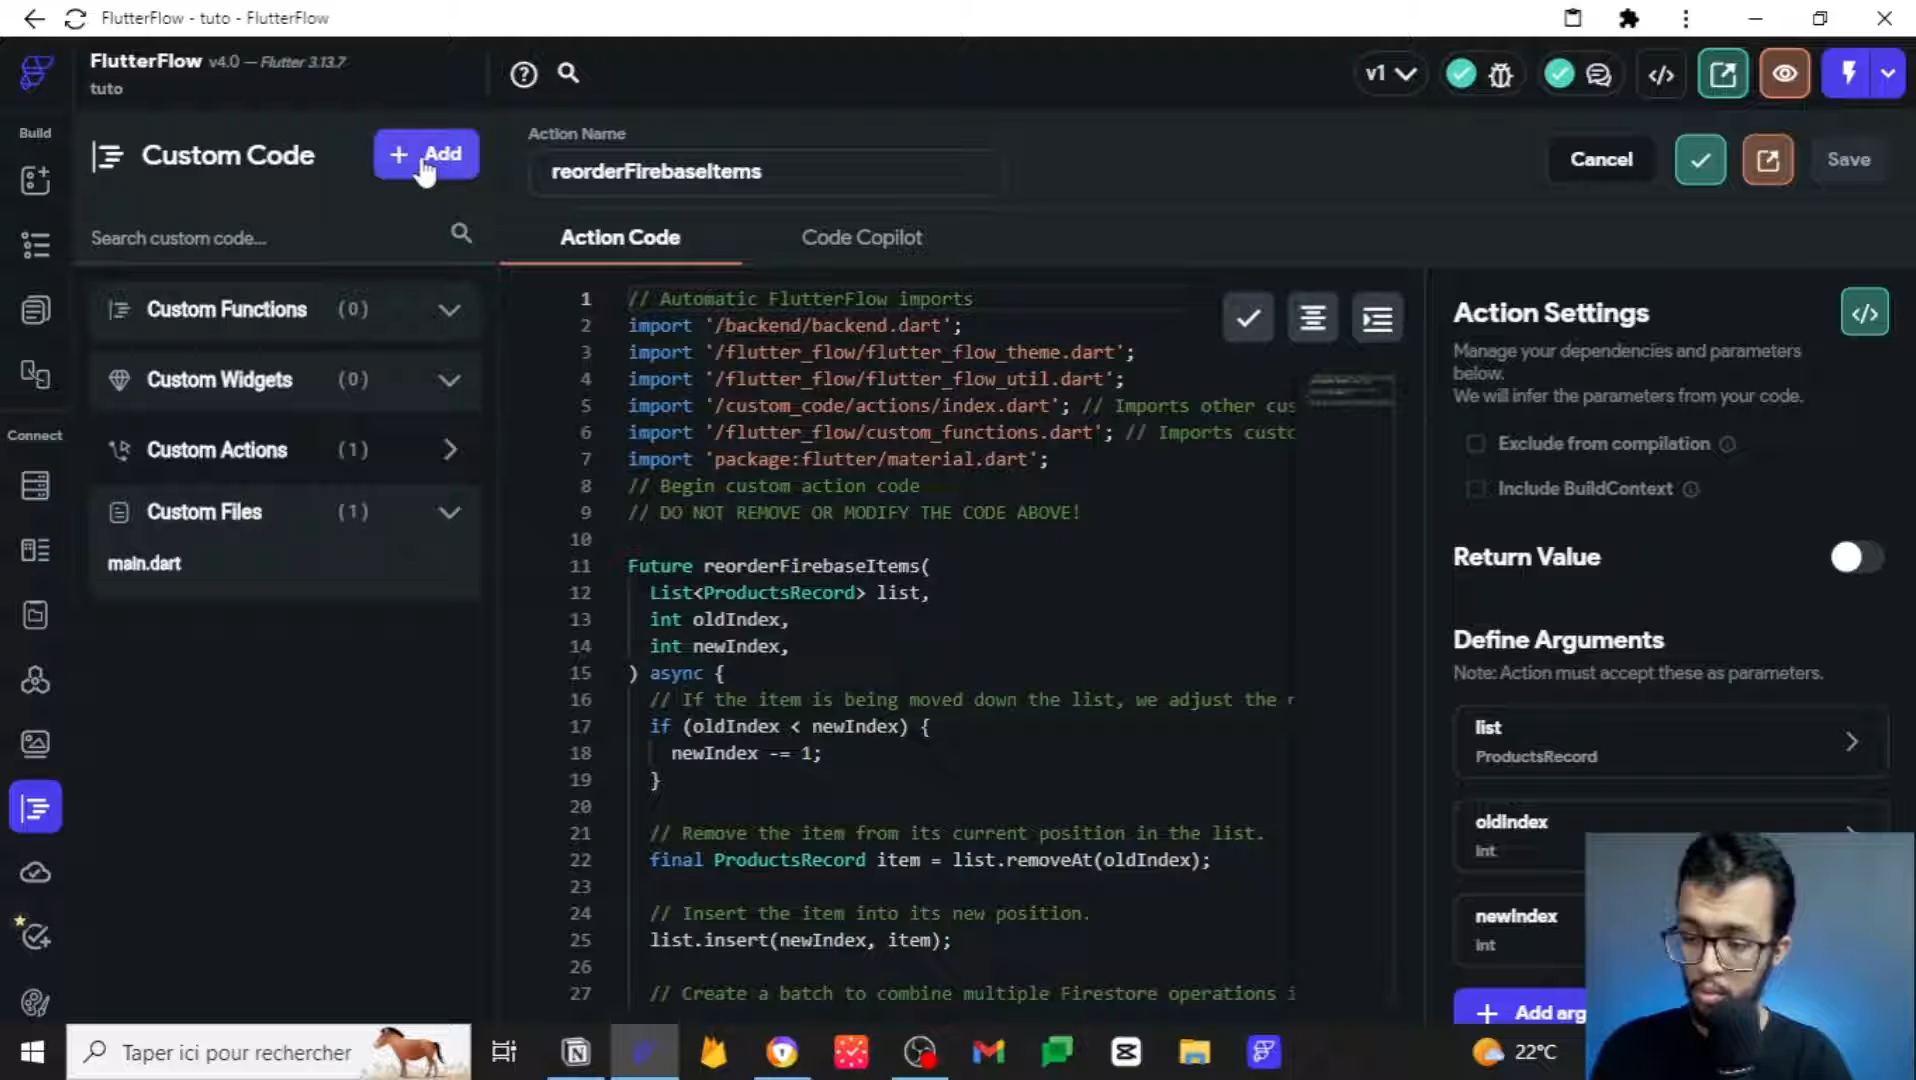 FlutterFlow - tuto - FlutterFlow
FlutterFlow v4.0 — Flutter 3.13.7
tuto
v1
Build
Custom Code
+ Add
Search custom code...
Custom Functions (0)
Custom Widgets (0)
Connect
Custom Actions (1)
Custom Files (1)
main.dart
Action Name
reorderFirebaseItems
Cancel
Save
Action Code
Code Copilot
1 // Automatic FlutterFlow imports
2 import '/backend/backend.dart';
3 import '/flutter_flow/flutter_flow_theme.dart';
4 import '/flutter_flow/flutter_flow_util.dart';
5 import '/custom_code/actions/index.dart'; // Imports other cus
6 import '/flutter_flow/custom_functions.dart'; // Imports custo
7 import 'package:flutter/material.dart';
8 // Begin custom action code
9 // DO NOT REMOVE OR MODIFY THE CODE ABOVE!
10
11 Future reorderFirebaseItems(
12 List<ProductsRecord> list,
13 int oldIndex,
14 int newIndex,
15 ) async {
16 // If the item is being moved down the list, we adjust the
17 if (oldIndex < newIndex) {
18 newIndex -= 1;
19 }
20
21 // Remove the item from its current position in the list.
22 final ProductsRecord item = list.removeAt(oldIndex);
23
24 // Insert the item into its new position.
25 list.insert(newIndex, item);
26
27 // Create a batch to combine multiple Firestore operations i
Action Settings
Manage your dependencies and parameters
below.
We will infer the parameters from your code.
Exclude from compilation
Include BuildContext
Return Value
Define Arguments
Note: Action must accept these as parameters.
list
ProductsRecord
oldIndex
Int
newIndex
Int
+ Add arg
Taper ici pour rechercher
22°C